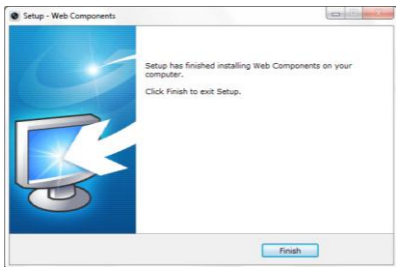 Setup - Web Components
Setup has finished installing Web Components on your
computer.
Click Finish to exit Setup.
Finish